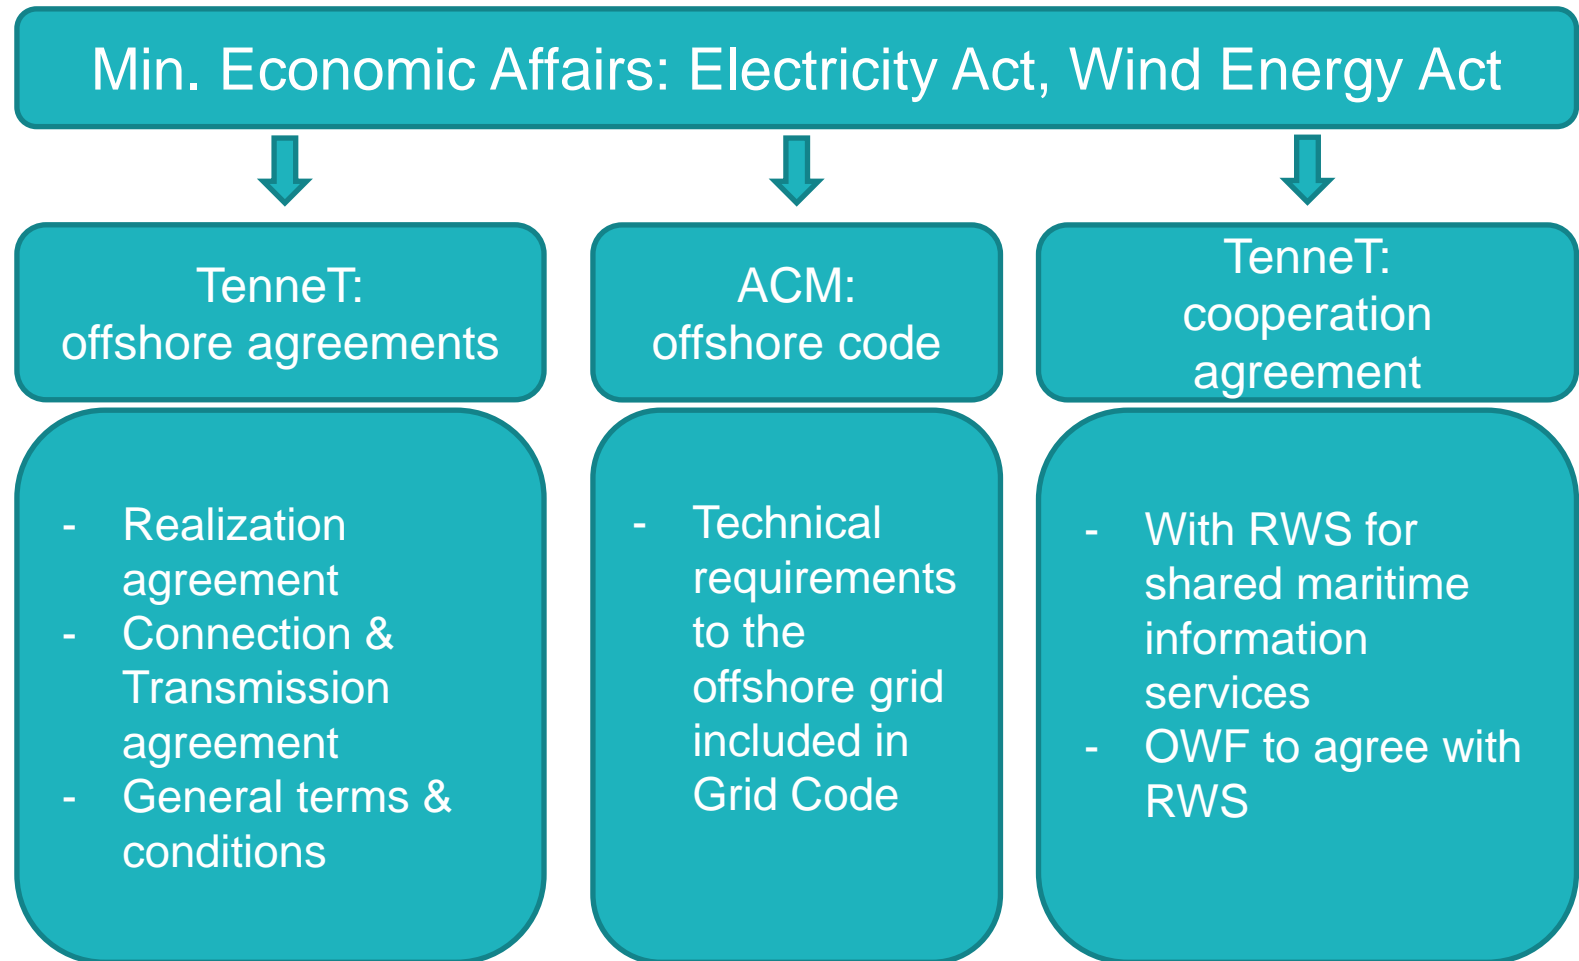 Min. Economic Affairs: Electricity Act, Wind Energy Act
TenneT:
offshore agreements
- Realization
agreement
- Connection &
Transmission
agreement
- General terms &
conditions
ACM:
offshore code
- Technical
requirements
to the
offshore grid
included in
Grid Code
TenneT:
cooperation
agreement
- With RWS for
shared maritime
information
services
- OWF to agree with
RWS